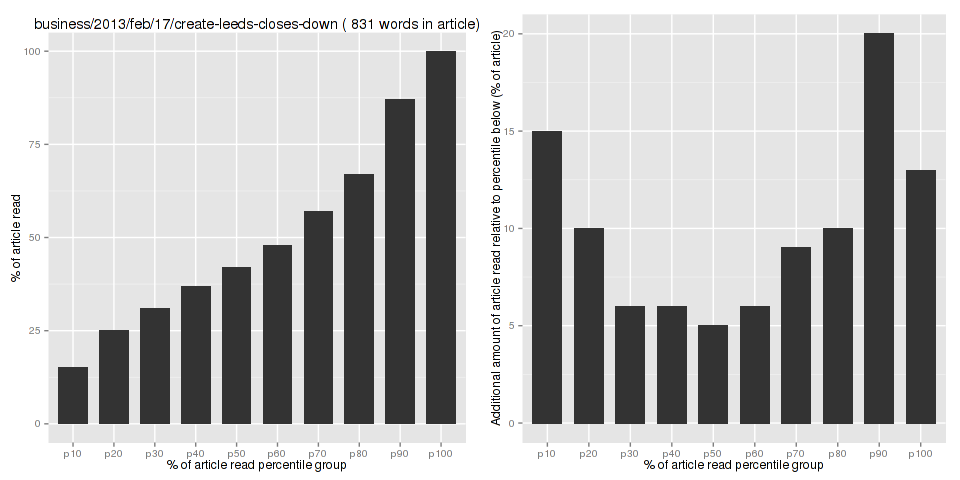 business/2013/feb/17/create-leeds-closes-down ( 831 words in article)
% of article read
100
75
50
25
0
p10 p20 p30 p40 p50 p60 p70 p80 p90 p100
% of article read percentile group
Additional amount of article read relative to percentile below (% of article)
20
15
10
5
0
p10 p20 p30 p40 p50 p60 p70 p80 p90 p100
% of article read percentile group